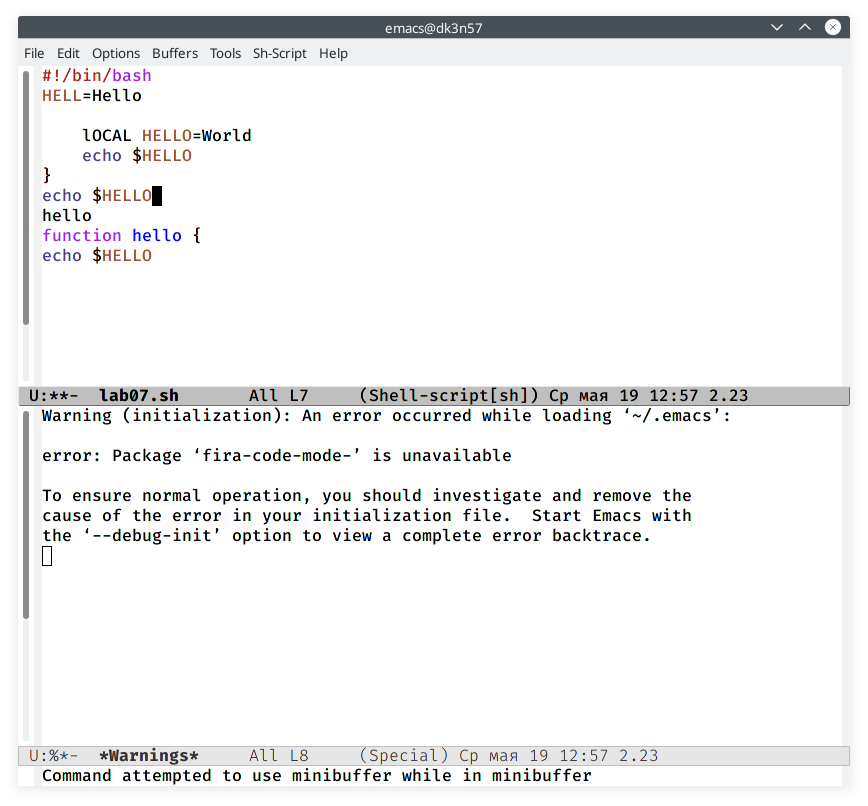 emacs@dk3n57
File Edit Options Buffers Tools Sh-Script Help
#!/bin/bash
HELL=Hello
lOCAL HELLO=World
echo $HELLO
}
echo $HELLO
hello
function hello {
echo $HELLO
U:**- lab07.sh All L7 (Shell-script[sh]) Ср мая 19 12:57 2.23
Warning (initialization): An error occurred while loading ‘~/.emacs’:
error: Package ‘fira-code-mode-’ is unavailable
To ensure normal operation, you should investigate and remove the
cause of the error in your initialization file. Start Emacs with
the ‘--debug-init’ option to view a complete error backtrace.
U:%*- *Warnings* All L8 (Special) Ср мая 19 12:57 2.23
Command attempted to use minibuffer while in minibuffer